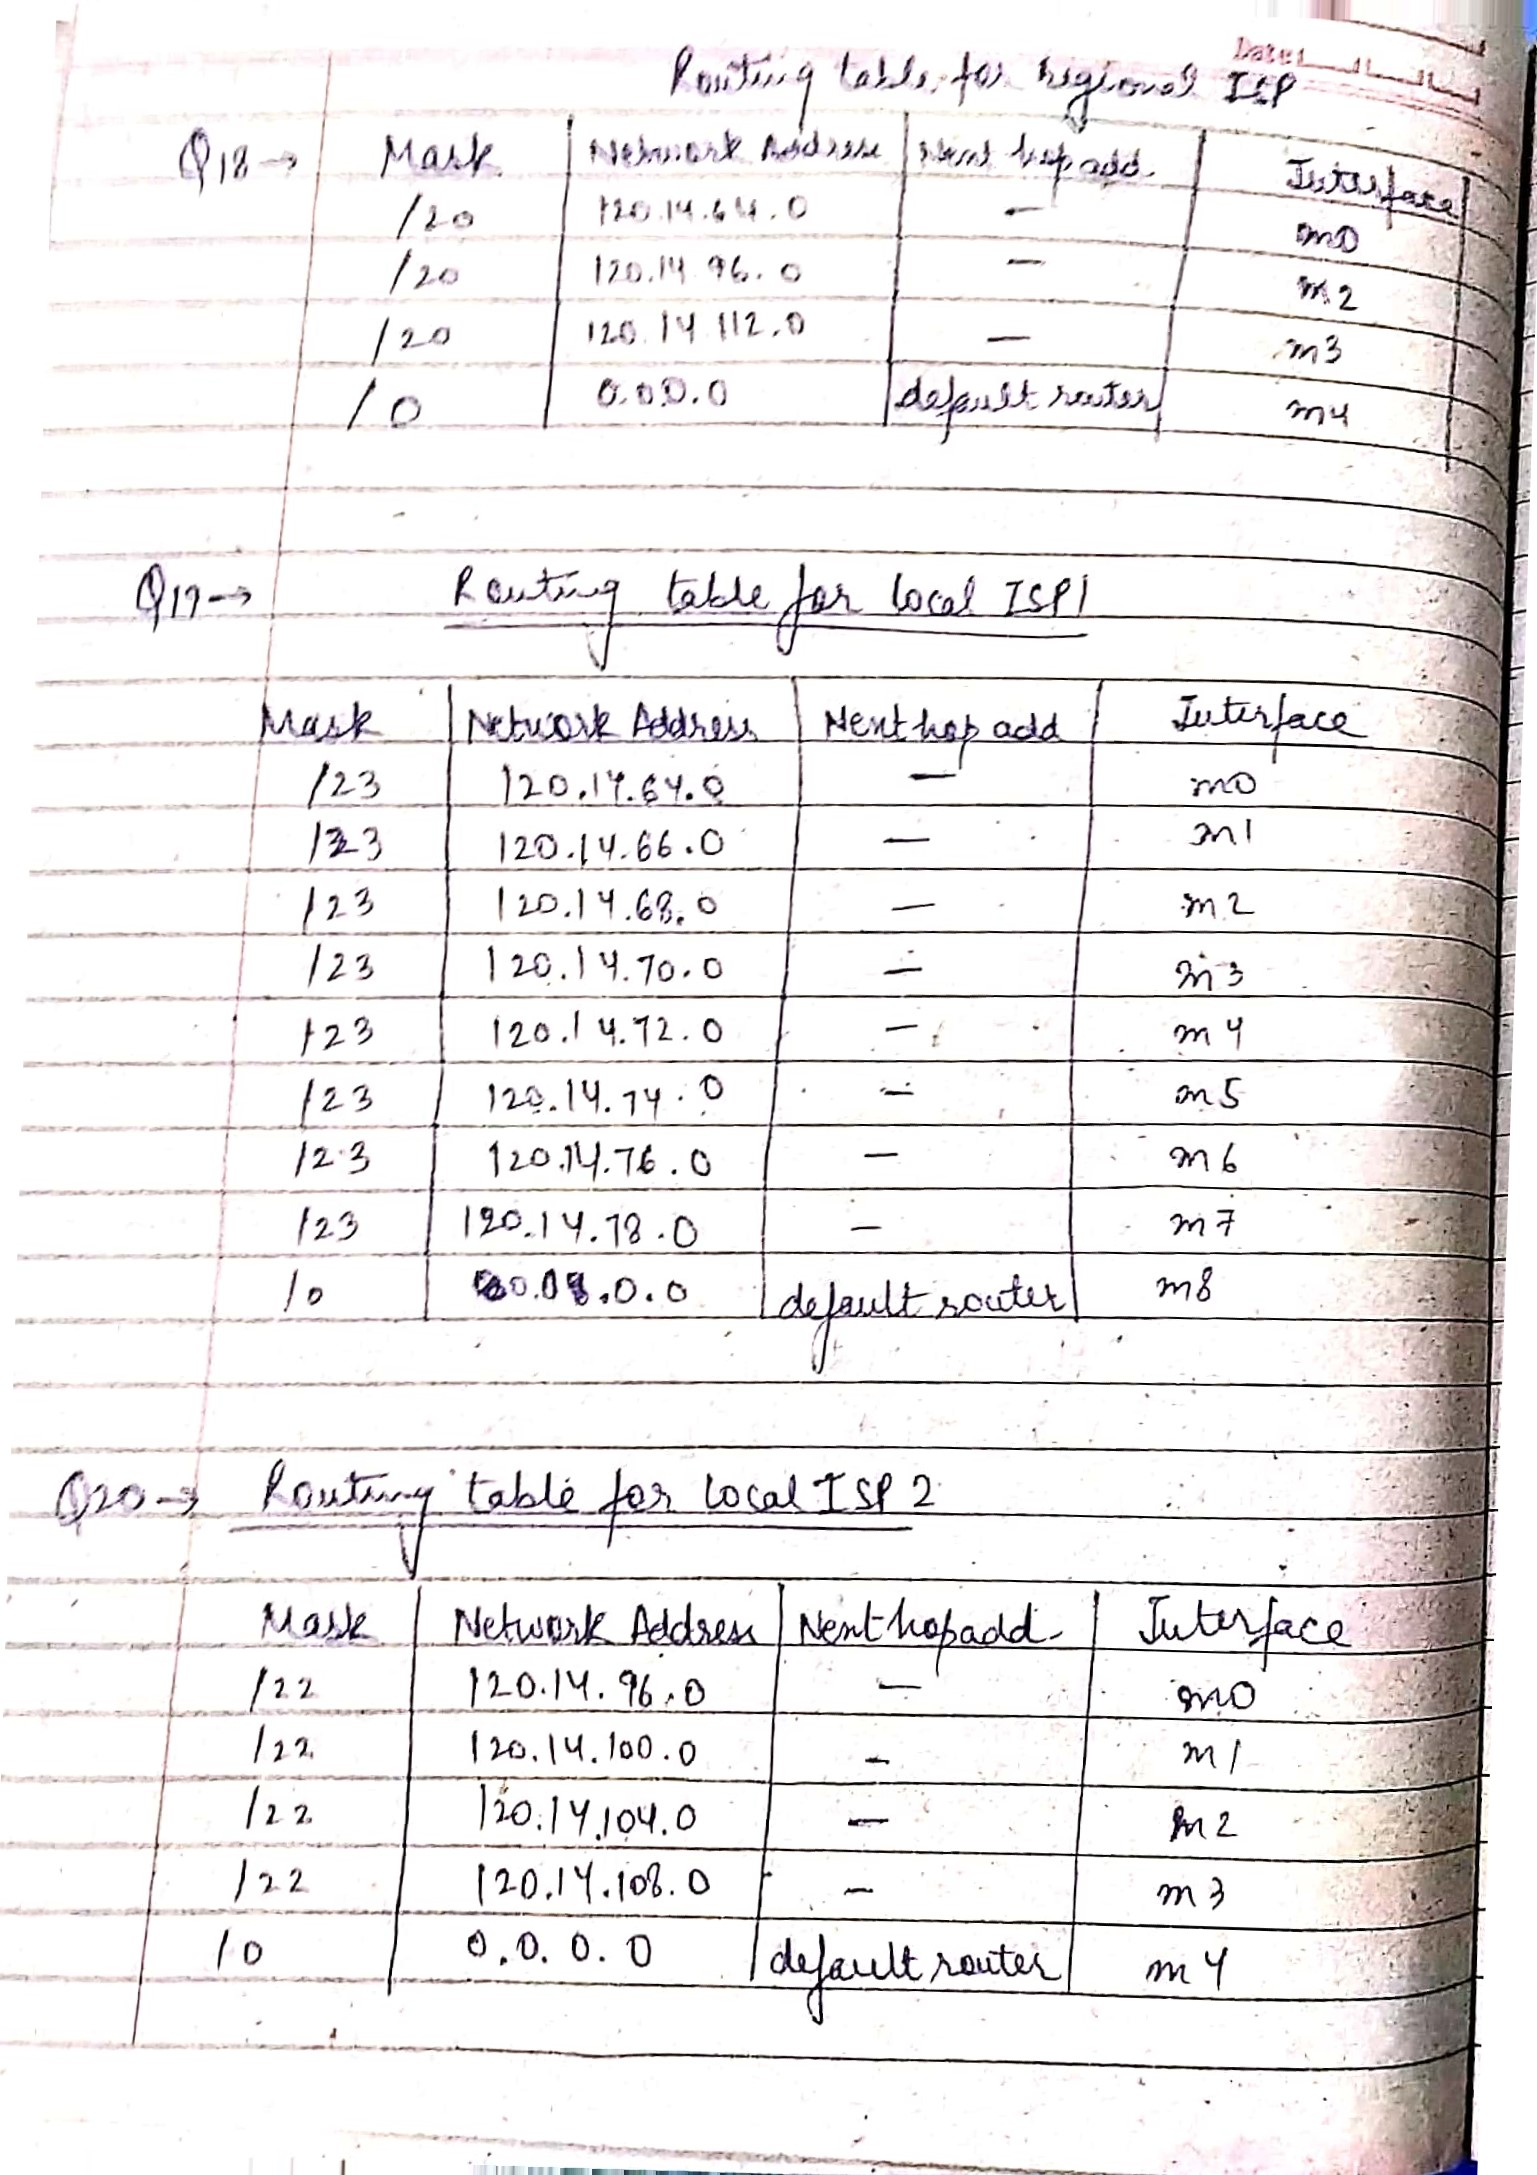 Date:
Routing table for regional ISP
Q18→ Mask Network Address Next hop add. Interface
/20 120.14.64.0 — m0
/20 120.14.96.0 — m2
/20 120.14.112.0 — m3
/0 0.0.0.0 default router m4
Q19→ Routing table for local ISP1
Mask Network Address Next hop add Interface
/23 120.14.64.0 — m0
/23 120.14.66.0 — m1
/23 120.14.68.0 — m2
/23 120.14.70.0 — m3
/23 120.14.72.0 — m4
/23 120.14.74.0 — m5
/23 120.14.76.0 — m6
/23 120.14.78.0 — m7
/0 0.0.0.0 default router m8
Q20→ Routing table for local ISP 2
Mask Network Address Next hop add. Interface
/22 120.14.96.0 — m0
/22 120.14.100.0 — m1
/22 120.14.104.0 — m2
/22 120.14.108.0 — m3
/0 0.0.0.0 default router m4